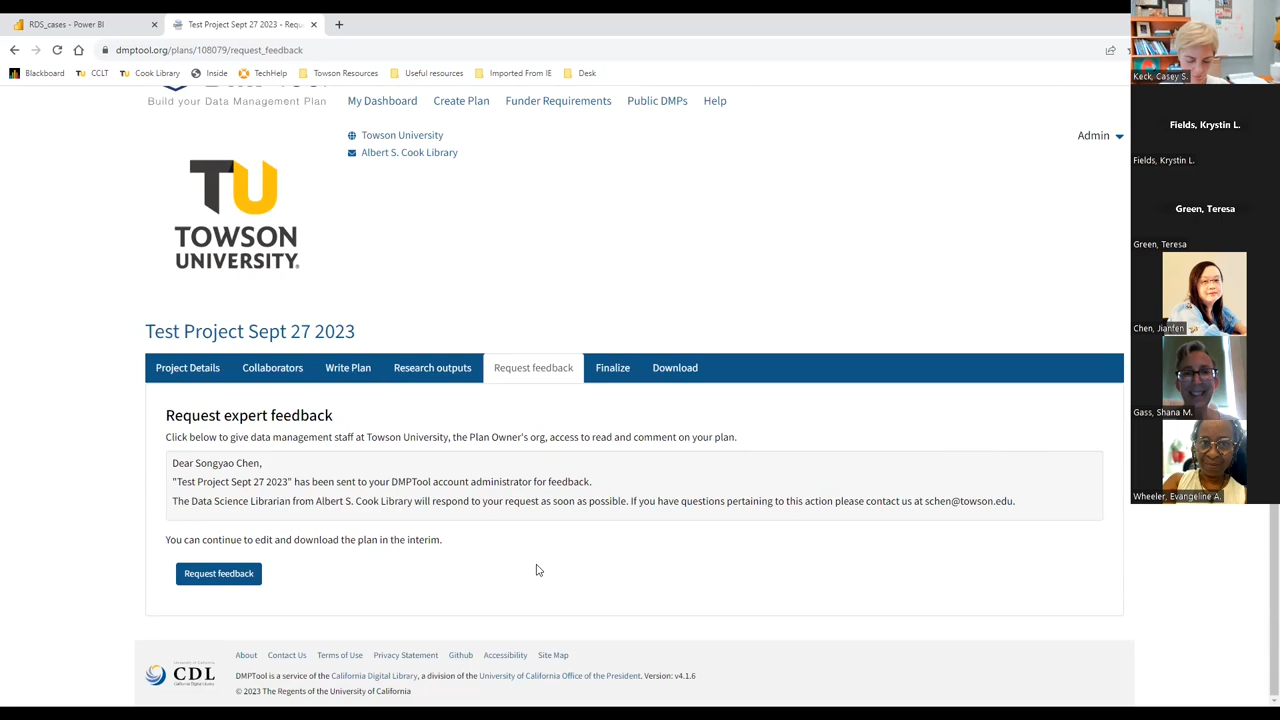 RDS_cases - Power BI
Test Project Sept 27 2023 - Requ
dmptool.org/plans/108079/request_feedback
Blackboard
CCLT
Cook Library
Inside
TechHelp
Towson Resources
Useful resources
Imported From IE
Desk
Build your Data Management Plan
My Dashboard
Create Plan
Funder Requirements
Public DMPs
Help
Towson University
Albert S. Cook Library
Admin
TU
TOWSON
UNIVERSITY.
Test Project Sept 27 2023
Project Details
Collaborators
Write Plan
Research outputs
Request feedback
Finalize
Download
Request expert feedback
Click below to give data management staff at Towson University, the Plan Owner's org, access to read and comment on your plan.
Dear Songyao Chen,
"Test Project Sept 27 2023" has been sent to your DMPTool account administrator for feedback.
The Data Science Librarian from Albert S. Cook Library will respond to your request as soon as possible. If you have questions pertaining to this action please contact us at schen@towson.edu.
You can continue to edit and download the plan in the interim.
Request feedback
About
Contact Us
Terms of Use
Privacy Statement
Github
Accessibility
Site Map
CDL
DMPTool is a service of the California Digital Library, a division of the University of California Office of the President. Version: v4.1.6
© 2023 The Regents of the University of California
Keck, Casey S.
Fields, Krystin L.
Fields, Krystin L.
Green, Teresa
Green, Teresa
Chen, Jianfen
Gass, Shana M.
Wheeler, Evangeline A.